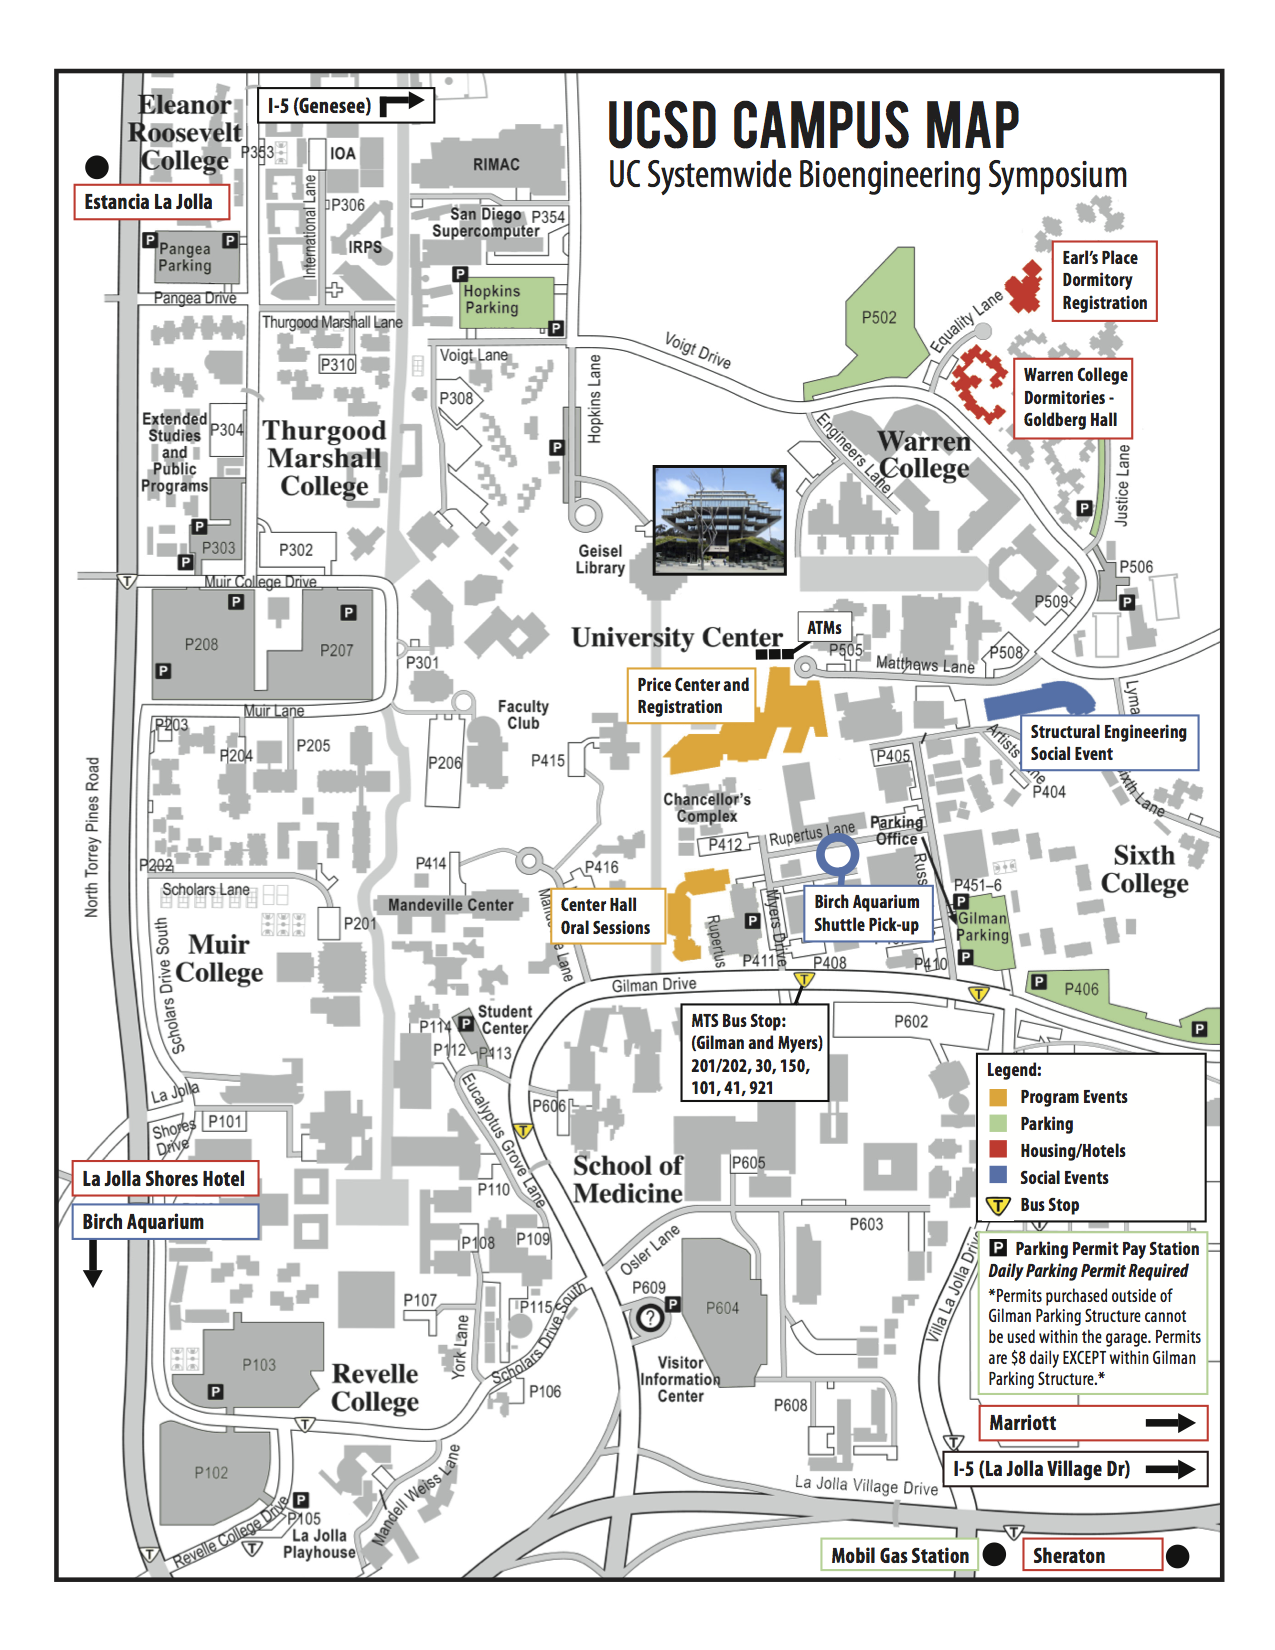 UCSD CAMPUS MAP
UC Systemwide Bioengineering Symposium
Eleanor
Roosevelt
College
I-5 (Genesee)
P353
IOA
RIMAC
Estancia La Jolla
International Lane
P306
IRPS
San Diego
Supercomputer
P354
P
P
Pangea
Parking
Pangea Drive
P
Hopkins
Parking
P
Thurgood Marshall Lane
P310
Voigt Lane
Voigt Drive
P502
Equality Lane
Earl's Place
Dormitory
Registration
Warren College
Dormitories -
Goldberg Hall
P308
Hopkins Lane
Extended
Studies
and
Public
Programs
P304
Thurgood
Marshall
College
P
Engineers Lane
Warren
College
Justice Lane
P
P
P303
P
P302
Geisel
Library
P506
P
P509
T
Muir College Drive
P
P208
P
P
P207
P301
University Center
ATMs
P505
Matthews Lane
P508
Price Center and
Registration
Lyma
Structural Engineering
Social Event
Muir Lane
P203
P204
P205
P206
Faculty
Club
P415
P405
Artists
ne
P404
ixth Lane
North Torrey Pines Road
Chancellor's
Complex
P412
Rupertus Lane
Parking
Office
Russ
Sixth
College
P202
Scholars Lane
P414
P416
Mandeville Center
Mande
e Lane
Center Hall
Oral Sessions
Rupertus
P
Myers Drive
Birch Aquarium
Shuttle Pick-up
P451–6
P
Gilman
Parking
P
P201
Muir
College
Scholars Drive South
P411
P408
P410
Gilman Drive
T
T
P
P406
P
Student
Center
P114
P
P112
P113
MTS Bus Stop:
(Gilman and Myers)
201/202, 30, 150,
101, 41, 921
P602
La Jolla
Shores
Drive
P101
Eucalyptus Grove Lane
P606
T
School of
Medicine
P605
La Jolla Shores Hotel
Birch Aquarium
P110
P108
P109
Osler Lane
P603
Villa La Jolla Drive
Legend:
Program Events
Parking
Housing/Hotels
Social Events
T Bus Stop
T
P Parking Permit Pay Station
Daily Parking Permit Required
*Permits purchased outside of
Gilman Parking Structure cannot
be used within the garage. Permits
are $8 daily EXCEPT within Gilman
Parking Structure.*
P107
P115
York Lane
Scholars Drive South
P609
P
?
P604
Visitor
Information
Center
P103
P
Revelle
College
P106
P608
T
P102
T
Mandell Weiss Lane
P
P105
La Jolla
Playhouse
Revelle College Drive
T
T
La Jolla Village Drive
Marriott
I-5 (La Jolla Village Dr)
T
Mobil Gas Station
Sheraton